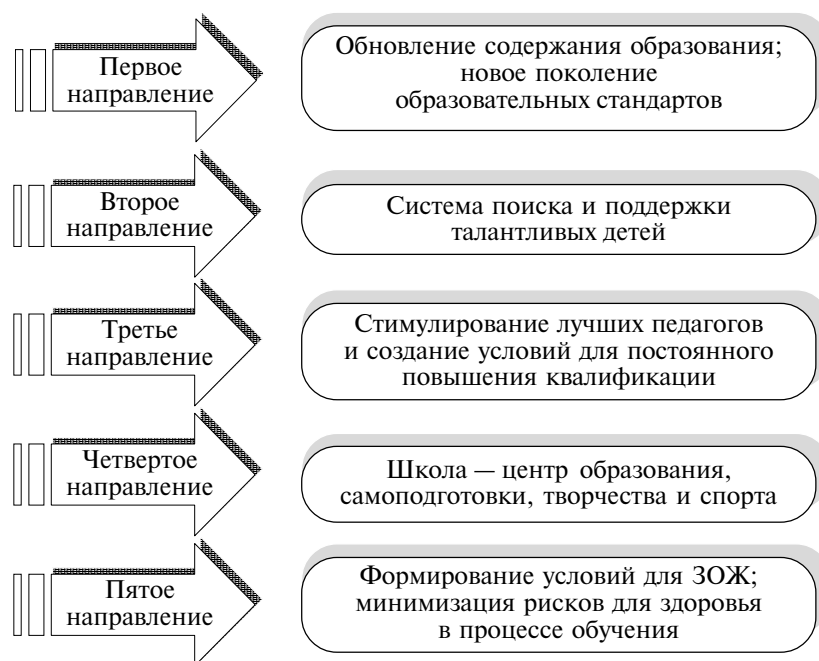 Первое
направление
Обновление содержания образования;
новое поколение
образовательных стандартов
Второе
направление
Система поиска и поддержки
талантливых детей
Третье
направление
Стимулирование лучших педагогов
и создание условий для постоянного
повышения квалификации
Четвертое
направление
Школа — центр образования,
самоподготовки, творчества и спорта
Пятое
направление
Формирование условий для ЗОЖ;
минимизация рисков для здоровья
в процессе обучения